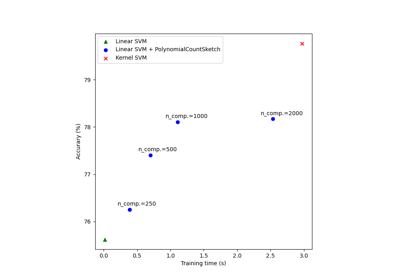 Linear SVM
Linear SVM + PolynomialCountSketch
Kernel SVM
79
n_comp.=2000
n_comp.=1000
78
n_comp.=500
77
n_comp.=250
76
Accurary (%)
0.0 0.5 1.0 1.5 2.0 2.5 3.0
Training time (s)